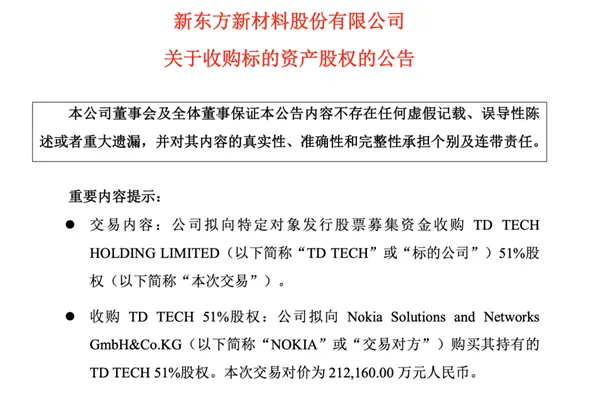 新东方新材料股份有限公司
关于收购标的资产股权的公告
本公司董事会及全体董事保证本公告内容不存在任何虚假记载、误导性陈
述或者重大遗漏，并对其内容的真实性、准确性和完整性承担个别及连带责任。
重要内容提示：
● 交易内容：公司拟向特定对象发行股票募集资金收购 TD TECH
HOLDING LIMITED（以下简称“TD TECH”或“标的公司”）51%股
权（以下简称“本次交易”）。
● 收购 TD TECH 51%股权：公司拟向 Nokia Solutions and Networks
GmbH&Co.KG（以下简称“NOKIA”或“交易对方”）购买其持有的
TD TECH 51%股权。本次交易对价为 212,160.00 万元人民币。